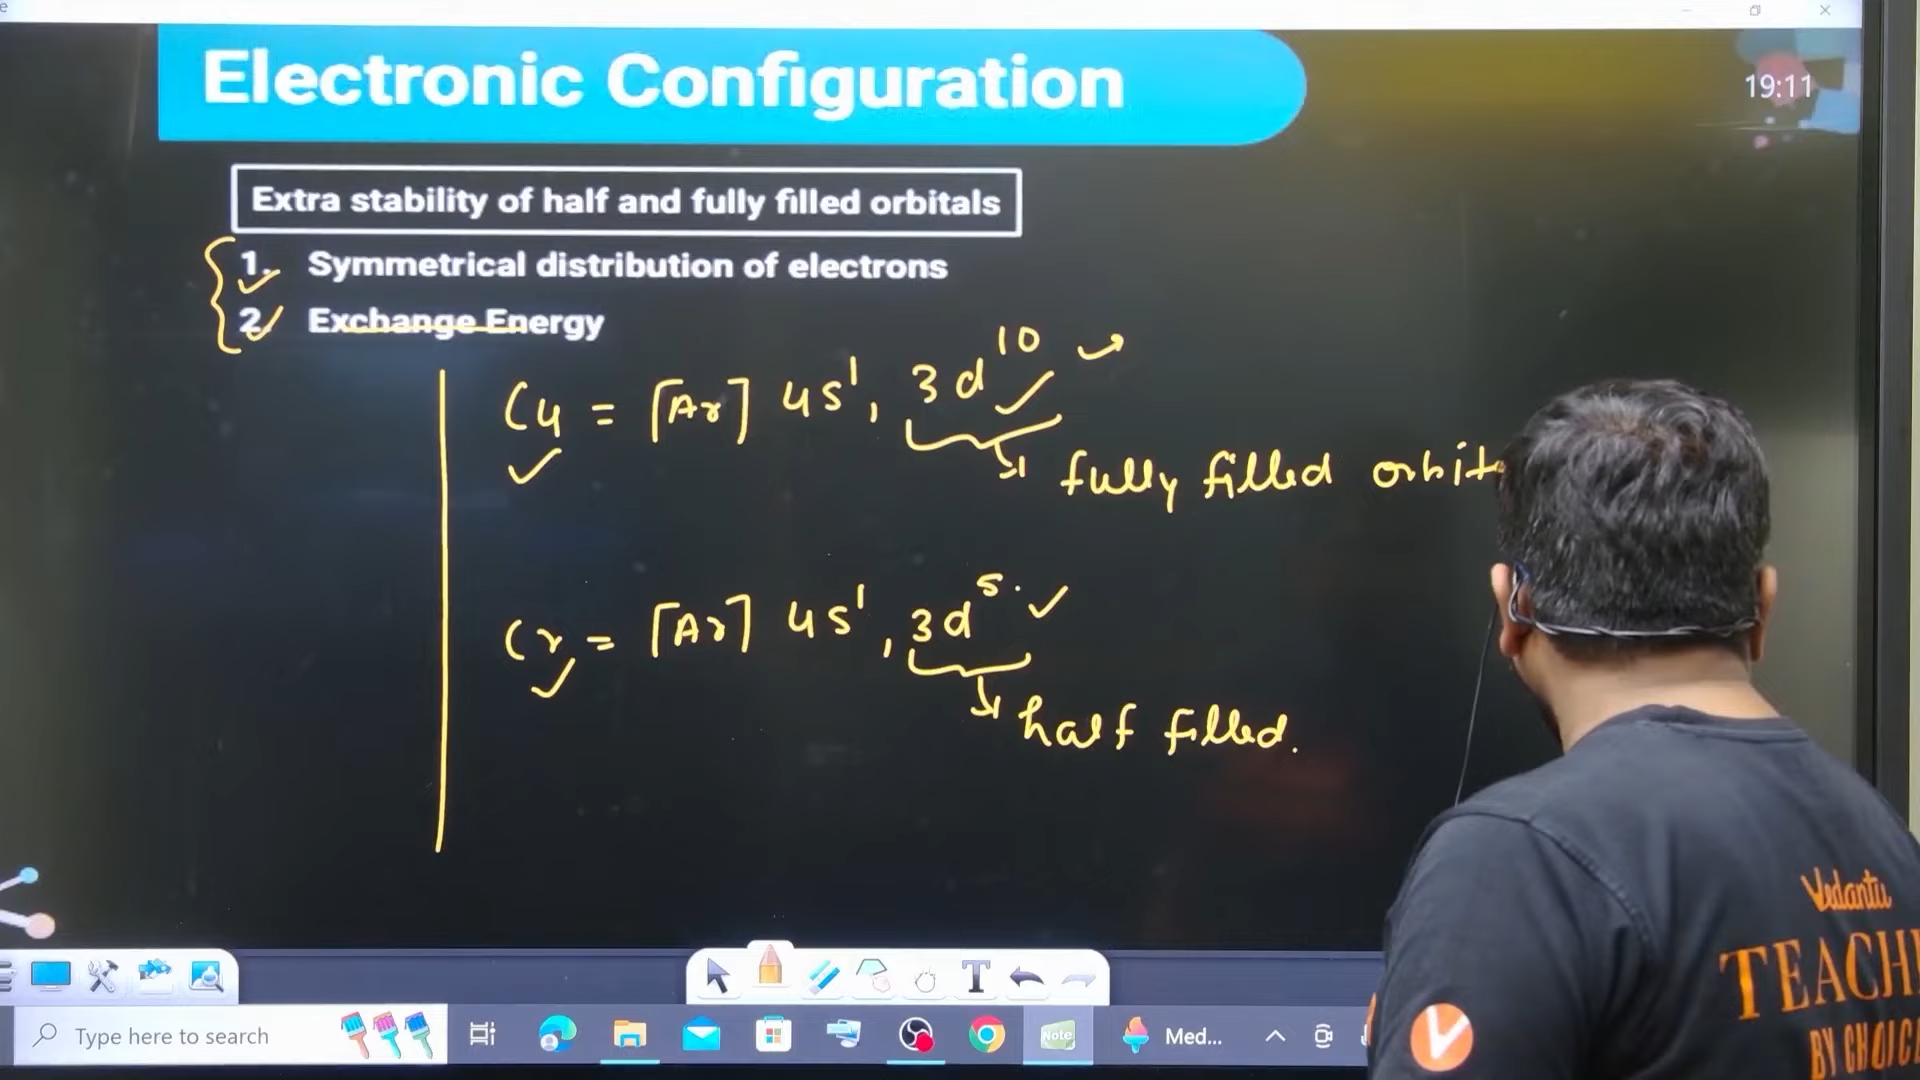 Electronic Configuration
19:11
Extra stability of half and fully filled orbitals
1. Symmetrical distribution of electrons
2. Exchange Energy
Cu = [Ar] 4s¹, 3d¹⁰
fully filled
Cr = [Ar] 4s¹, 3d⁵
half filled.
Type here to search
Note
Med...
Vedantu
TEACH
BY CHOICE